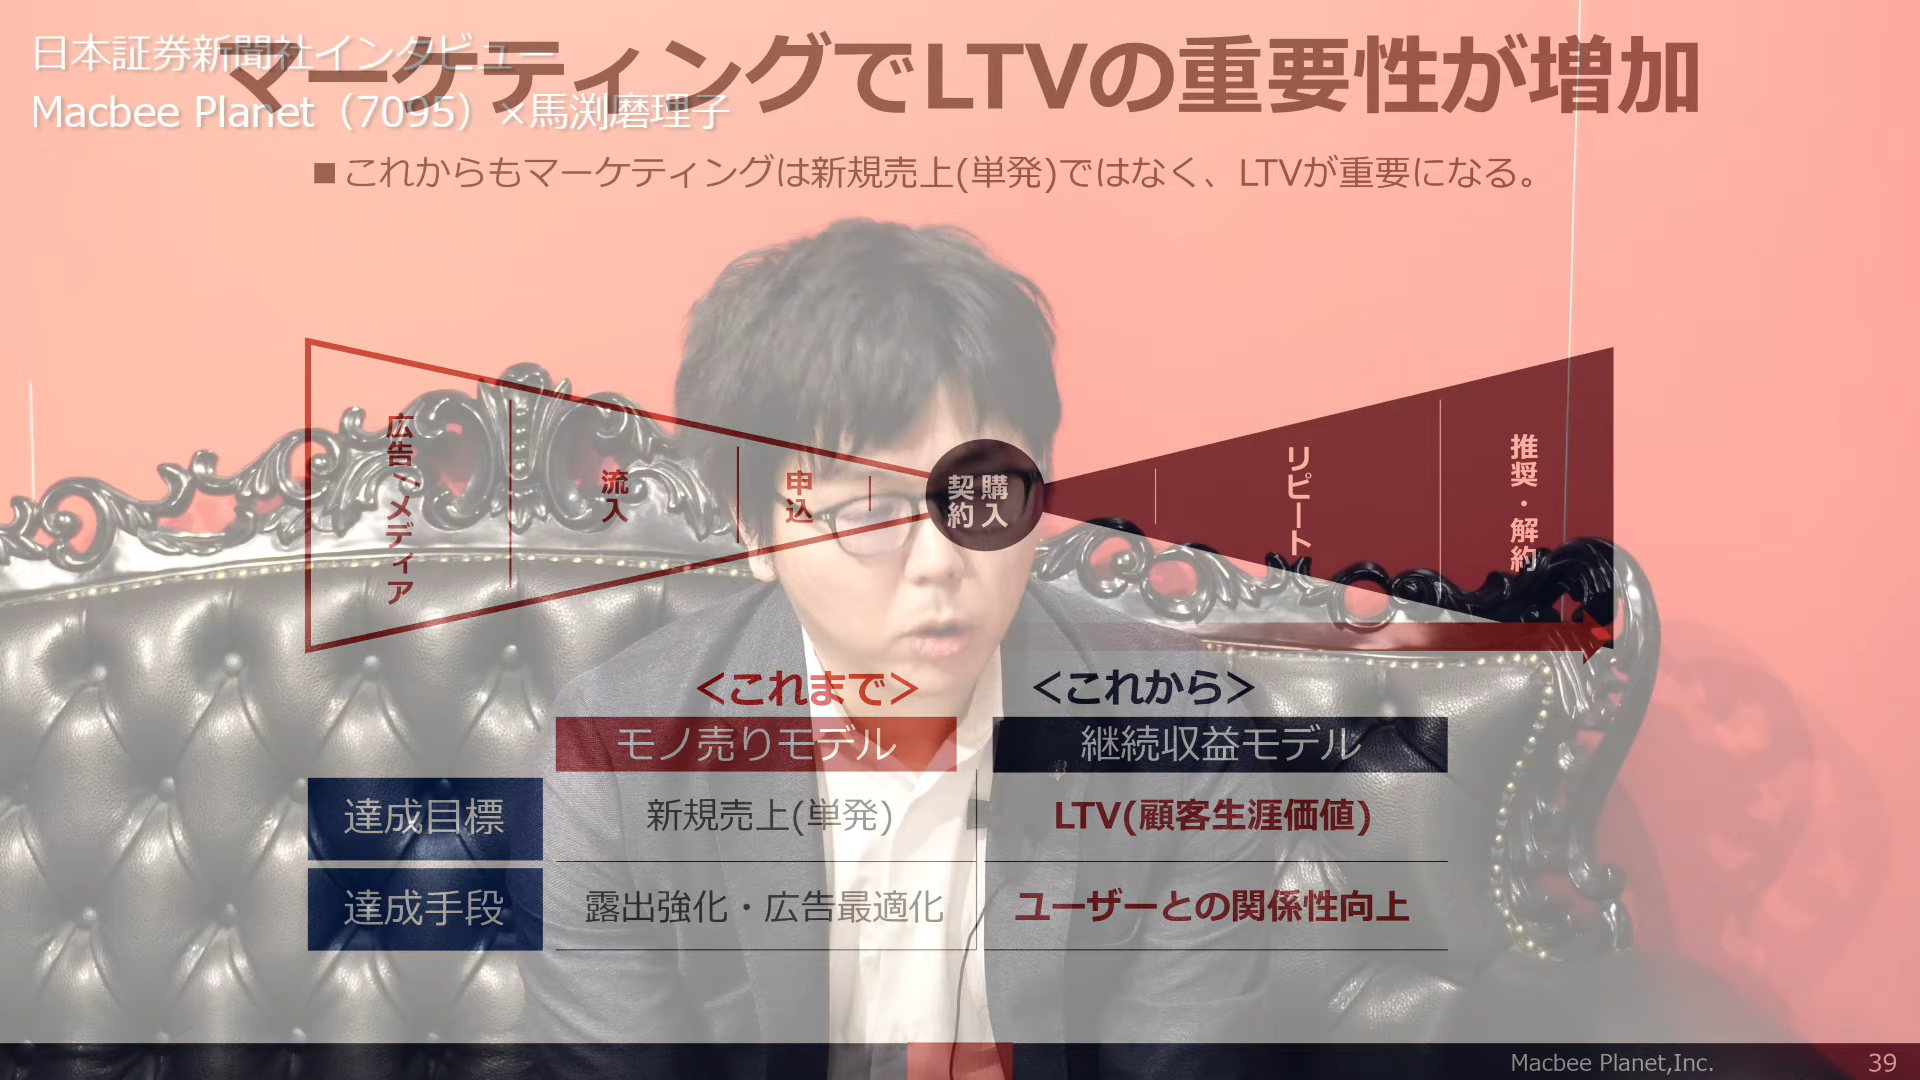 日本証券新聞社インタビュー
Macbee Planet（7095）×馬渕磨理子
マーケティングでLTVの重要性が増加
■これからもマーケティングは新規売上(単発)ではなく、LTVが重要になる。
広告／メディア
流入
申込
購入
契約
リピート
推奨・解約
＜これまで＞
＜これから＞
モノ売りモデル
継続収益モデル
達成目標
新規売上(単発)
LTV(顧客生涯価値)
達成手段
露出強化・広告最適化
ユーザーとの関係性向上
Macbee Planet,Inc.
39